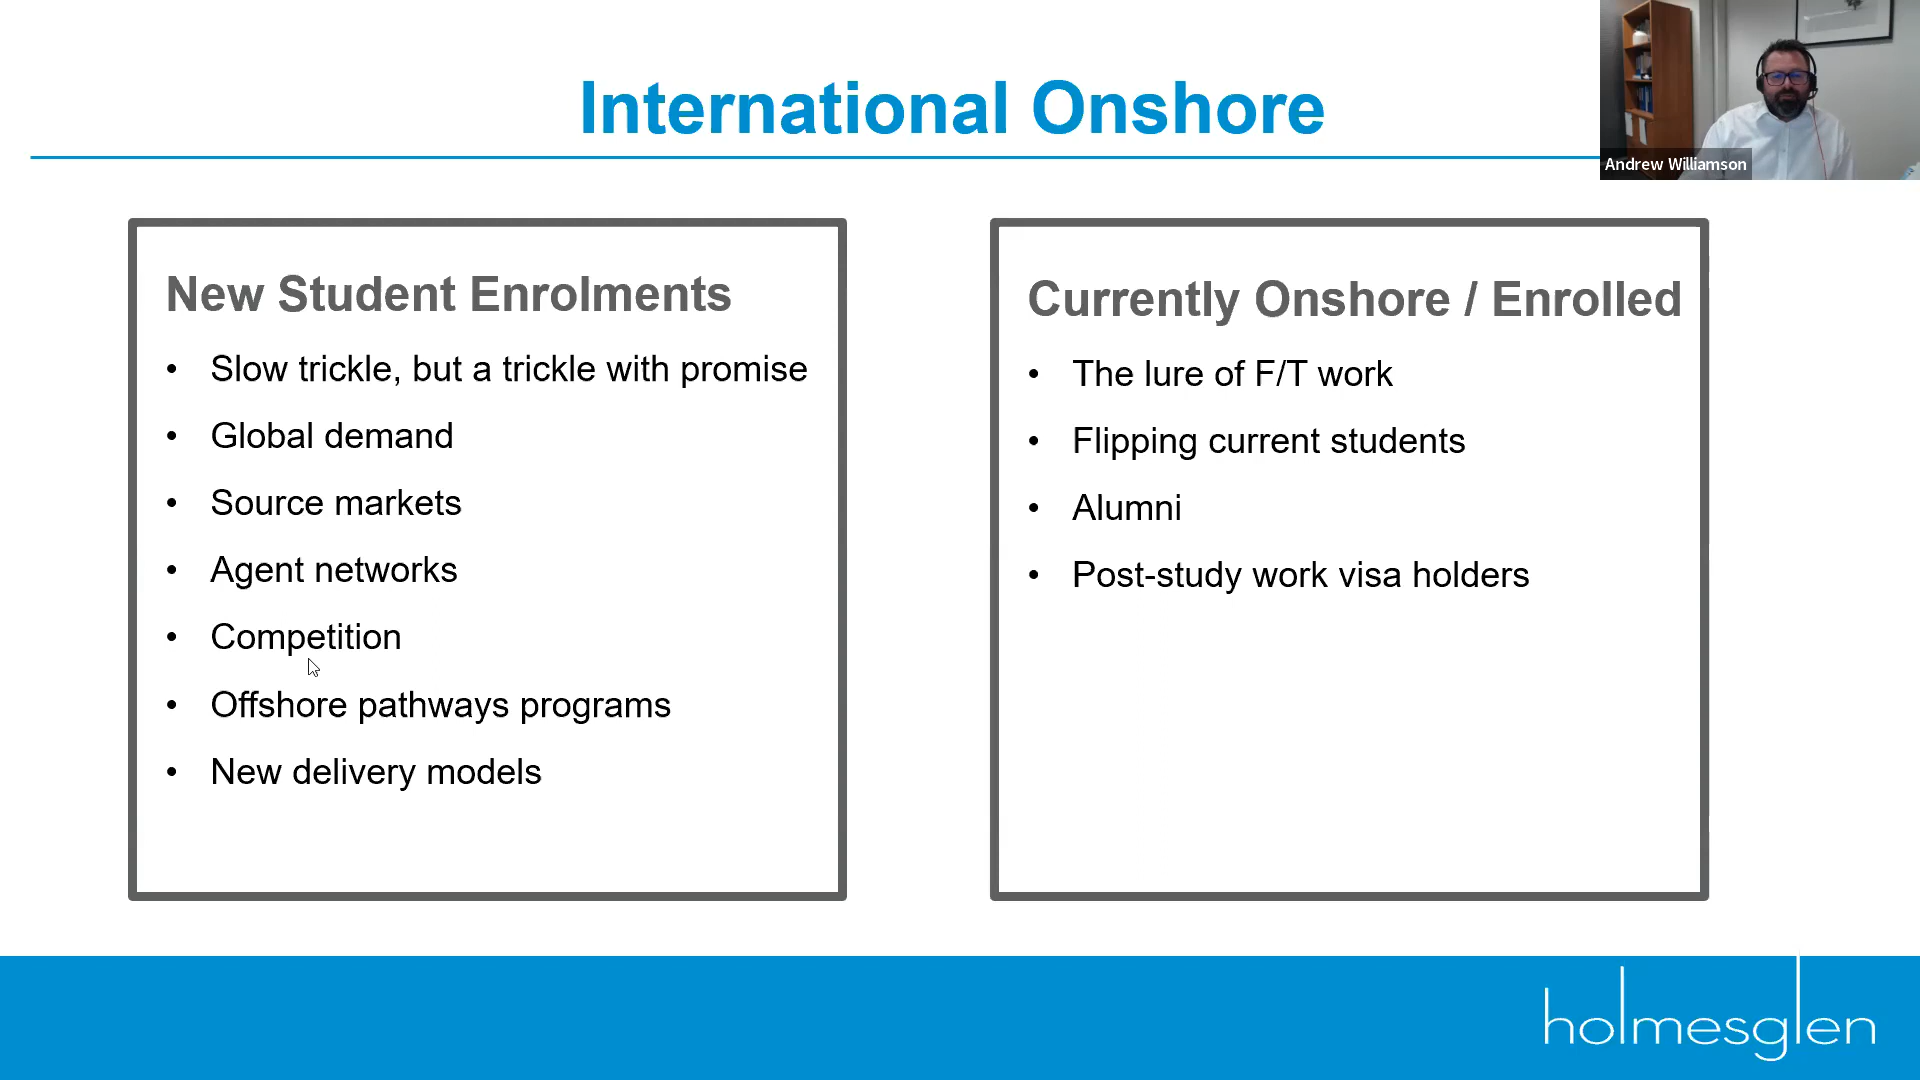 International Onshore
Andrew Williamson
New Student Enrolments
• Slow trickle, but a trickle with promise
• Global demand
• Source markets
• Agent networks
• Competition
• Offshore pathways programs
• New delivery models
Currently Onshore / Enrolled
• The lure of F/T work
• Flipping current students
• Alumni
• Post-study work visa holders
holmesglen